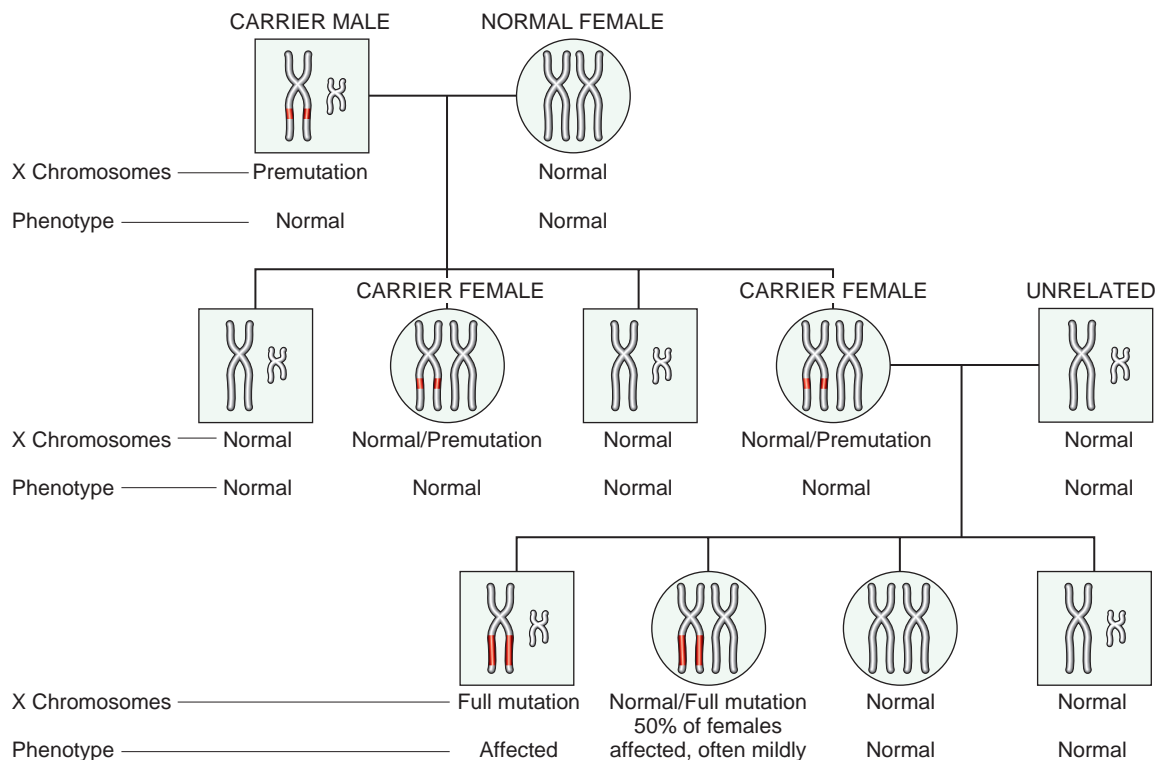 CARRIER MALE NORMAL FEMALE
X Chromosomes Premutation Normal
Phenotype Normal Normal
CARRIER FEMALE CARRIER FEMALE UNRELATED
X Chromosomes Normal Normal/Premutation Normal Normal/Premutation Normal
Phenotype Normal Normal Normal Normal Normal
X Chromosomes Full mutation Normal/Full mutation Normal Normal
50% of females
Phenotype Affected affected, often mildly Normal Normal